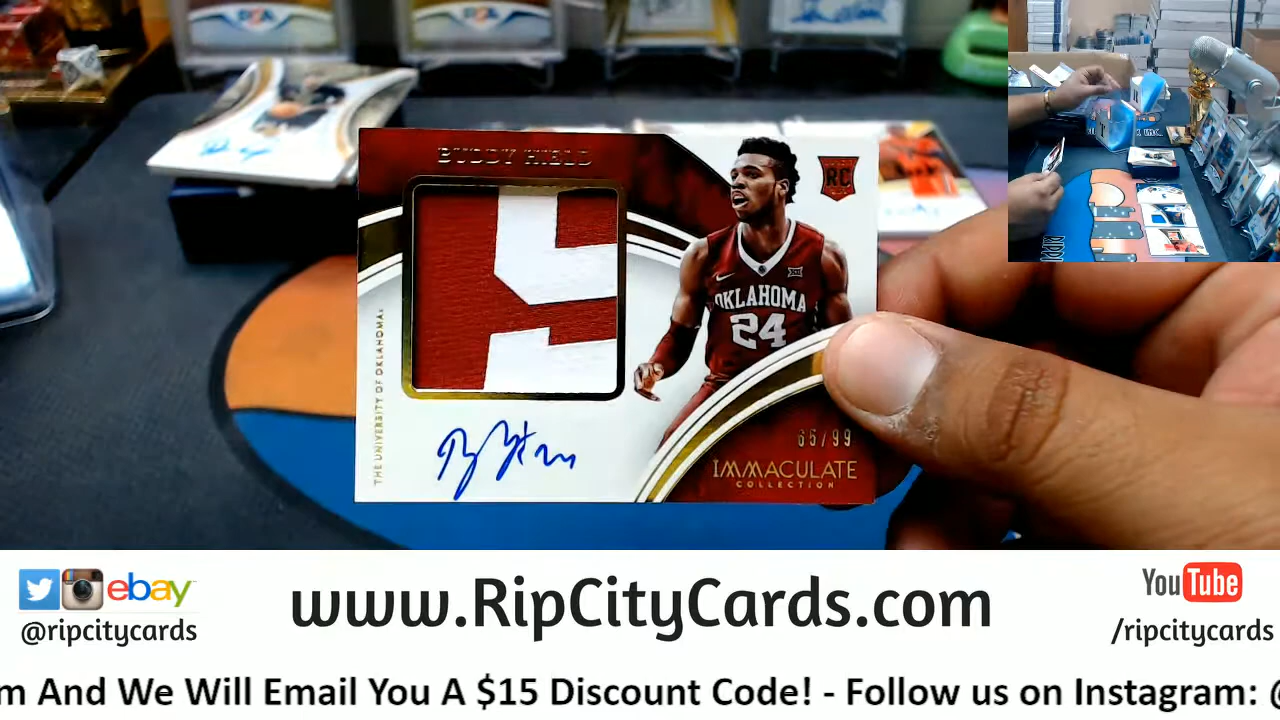 BUDDY HIELD
RC
OKLAHOMA
24
THE UNIVERSITY OF OKLAHOMA
65/99
IMMACULATE
COLLECTION
ebay
@ripcitycards
www.RipCityCards.com
YouTube
/ripcitycards
m And We Will Email You A $15 Discount Code! - Follow us on Instagram: @